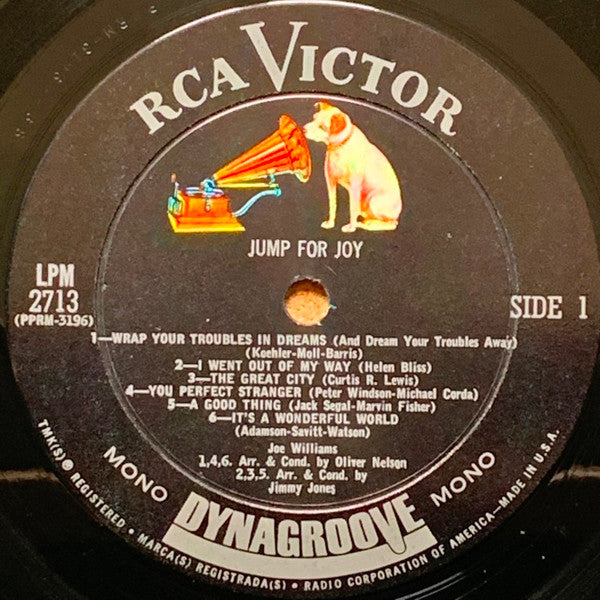 RCA VICTOR
JUMP FOR JOY
LPM
2713
(PPRM-3196)
SIDE 1
1—WRAP YOUR TROUBLES IN DREAMS (And Dream Your Troubles Away)
(Koehler-Moll-Barris)
2—I WENT OUT OF MY WAY (Helen Bliss)
3—THE GREAT CITY (Curtis R. Lewis)
4—YOU PERFECT STRANGER (Peter Windson-Michael Corda)
5—A GOOD THING (Jack Segal-Marvin Fisher)
6—IT'S A WONDERFUL WORLD
(Adamson-Savitt-Watson)
Joe Williams
1,4,6. Arr. & Cond. by Oliver Nelson
2,3,5. Arr. & Cond. by
Jimmy Jones
MONO DYNAGROOVE MONO
TMK(S) ® REGISTERED • MARCA(S) REGISTRADA(S) • RADIO CORPORATION OF AMERICA—MADE IN U.S.A.